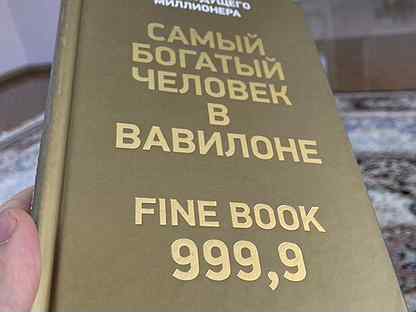 МИЛЛИОНЕРА
САМЫЙ
БОГАТЫЙ
ЧЕЛОВЕК
В
ВАВИЛОНЕ
FINE BOOK
999,9